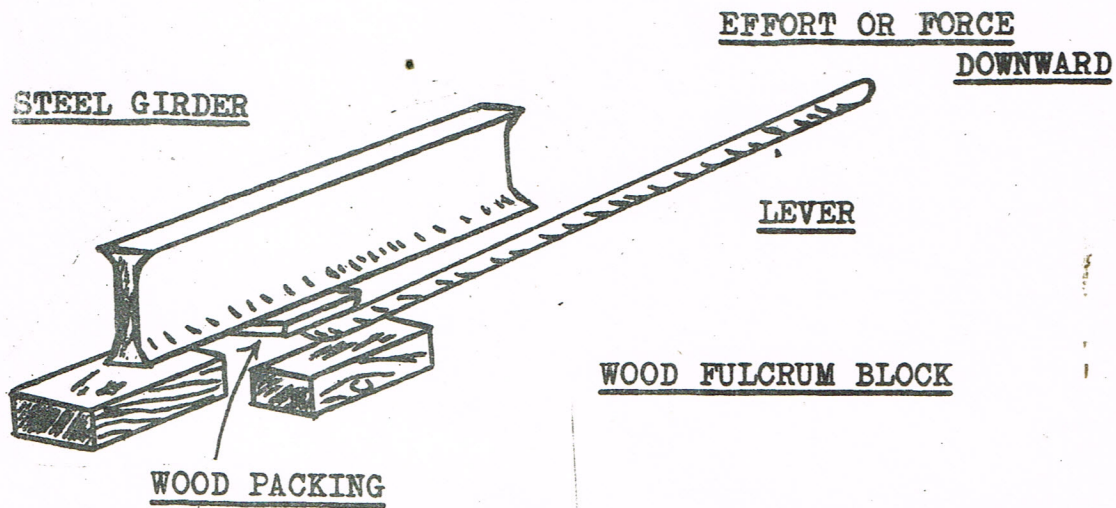 EFFORT OR FORCE
DOWNWARD
STEEL GIRDER
LEVER
WOOD FULCRUM BLOCK
WOOD PACKING